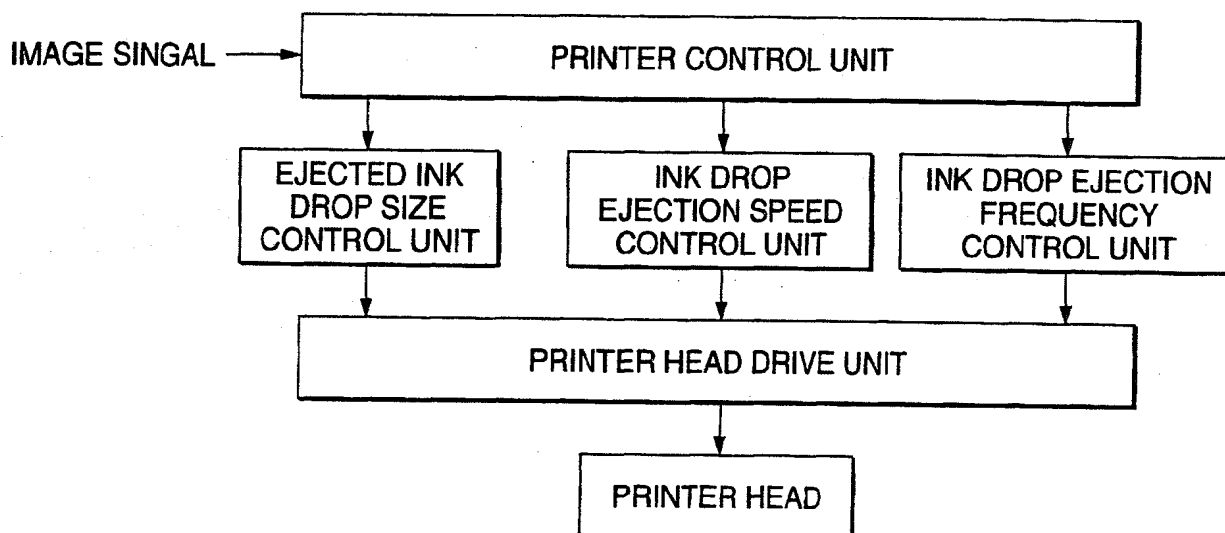 IMAGE SINGAL
PRINTER CONTROL UNIT
EJECTED INK
DROP SIZE
CONTROL UNIT
INK DROP
EJECTION SPEED
CONTROL UNIT
INK DROP EJECTION
FREQUENCY
CONTROL UNIT
PRINTER HEAD DRIVE UNIT
PRINTER HEAD